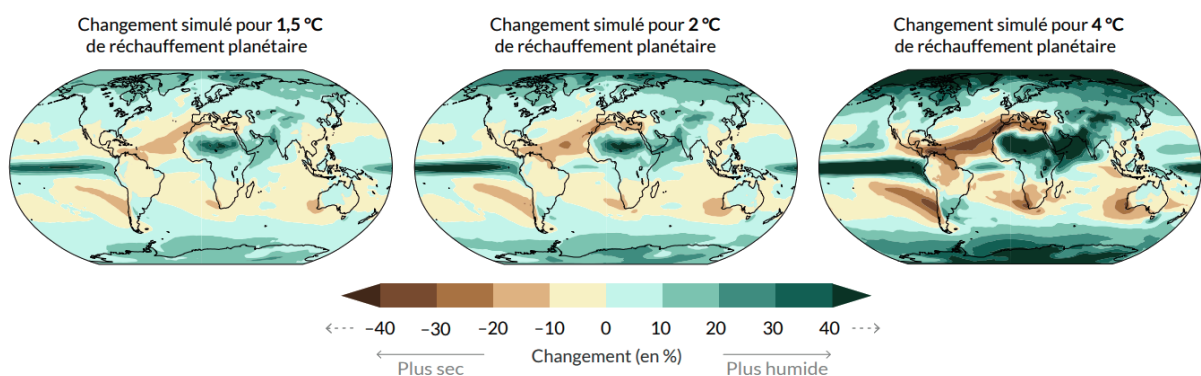 Changement simulé pour 1,5 °C
de réchauffement planétaire
Changement simulé pour 2 °C
de réchauffement planétaire
Changement simulé pour 4 °C
de réchauffement planétaire
–40 –30 –20 –10 0 10 20 30 40
Changement (en %)
Plus sec
Plus humide